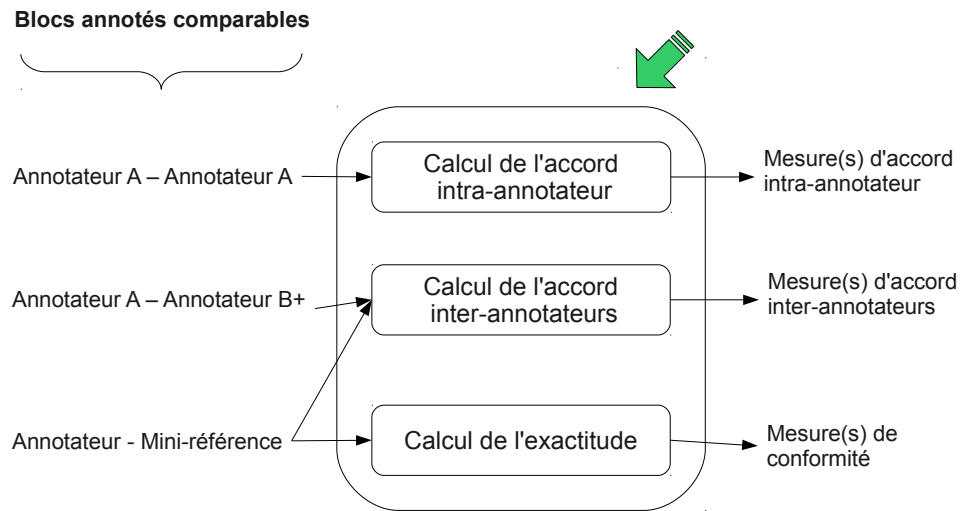 Blocs annotés comparables
Annotateur A – Annotateur A
Calcul de l'accord
intra-annotateur
Mesure(s) d'accord
intra-annotateur
Annotateur A – Annotateur B+
Calcul de l'accord
inter-annotateurs
Mesure(s) d'accord
inter-annotateurs
Annotateur - Mini-référence
Calcul de l'exactitude
Mesure(s) de
conformité